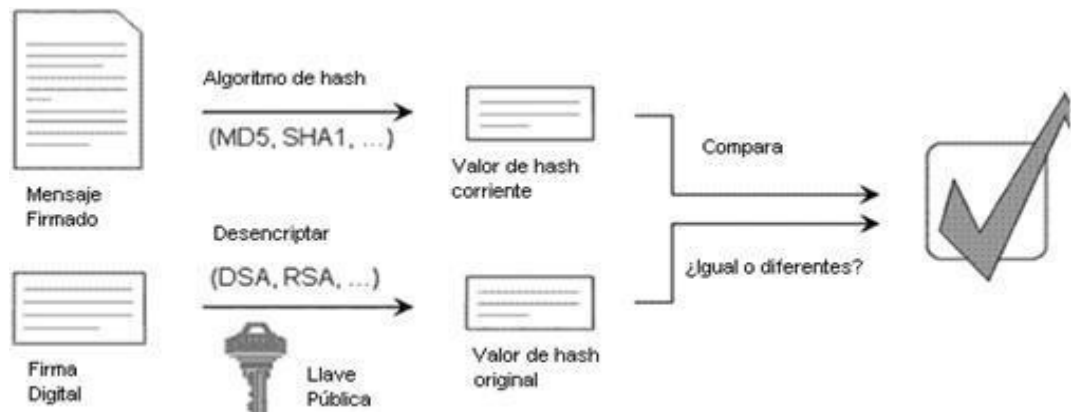 Algoritmo de hash
(MD5, SHA1, ...)
Mensaje
Firmado
Valor de hash
corriente
Compara
Desencriptar
(DSA, RSA, ...)
Firma
Digital
Llave
Pública
Valor de hash
original
¿Igual o diferentes?